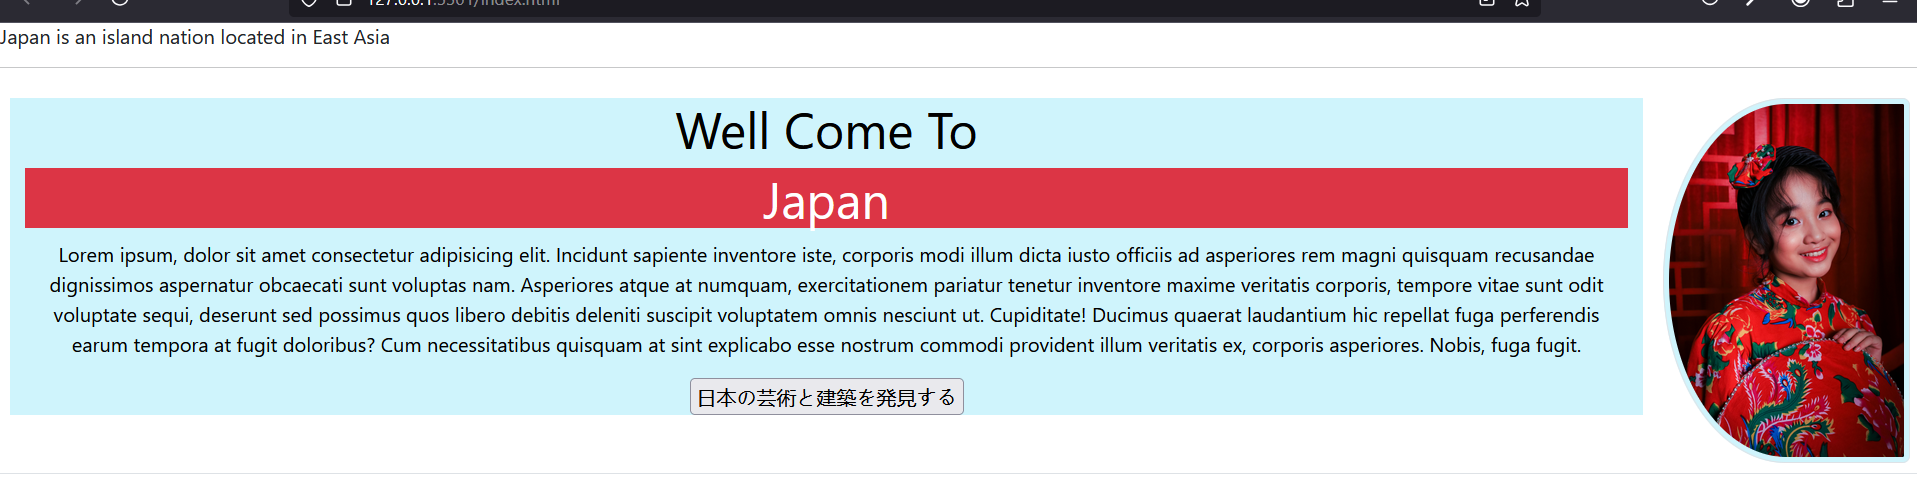 127.0.0.1:5501/index.html
Japan is an island nation located in East Asia
Well Come To
Japan
Lorem ipsum, dolor sit amet consectetur adipisicing elit. Incidunt sapiente inventore iste, corporis modi illum dicta iusto officiis ad asperiores rem magni quisquam recusandae
dignissimos aspernatur obcaecati sunt voluptas nam. Asperiores atque at numquam, exercitationem pariatur tenetur inventore maxime veritatis corporis, tempore vitae sunt odit
voluptate sequi, deserunt sed possimus quos libero debitis deleniti suscipit voluptatem omnis nesciunt ut. Cupiditate! Ducimus quaerat laudantium hic repellat fuga perferendis
earum tempora at fugit doloribus? Cum necessitatibus quisquam at sint explicabo esse nostrum commodi provident illum veritatis ex, corporis asperiores. Nobis, fuga fugit.
日本の芸術と建築を発見する